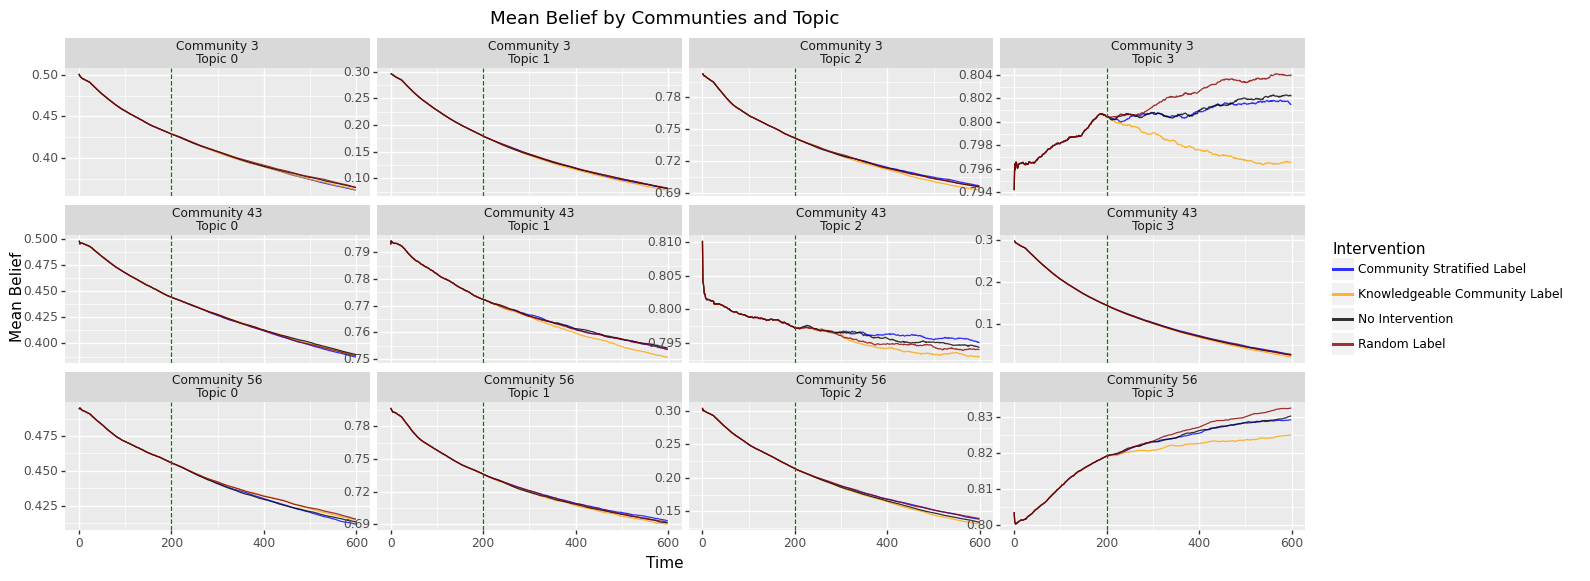 Mean Belief by Communties and Topic
Mean Belief
Community 3
Topic 0
0.50
0.45
0.40
Community 3
Topic 1
0.30
0.25
0.20
0.15
0.10
Community 3
Topic 2
0.78
0.75
0.72
0.69
Community 3
Topic 3
0.804
0.802
0.800
0.798
0.796
0.794
Community 43
Topic 0
0.500
0.475
0.450
0.425
0.400
Community 43
Topic 1
0.79
0.78
0.77
0.76
0.75
Community 43
Topic 2
0.810
0.805
0.800
0.795
Community 43
Topic 3
0.3
0.2
0.1
Community 56
Topic 0
0.475
0.450
0.425
0 200 400 600
Community 56
Topic 1
0.78
0.75
0.72
0.69
0 200 400 600
Community 56
Topic 2
0.30
0.25
0.20
0.15
0 200 400 600
Community 56
Topic 3
0.83
0.82
0.81
0.80
0 200 400 600
Time
Intervention
Community Stratified Label
Knowledgeable Community Label
No Intervention
Random Label